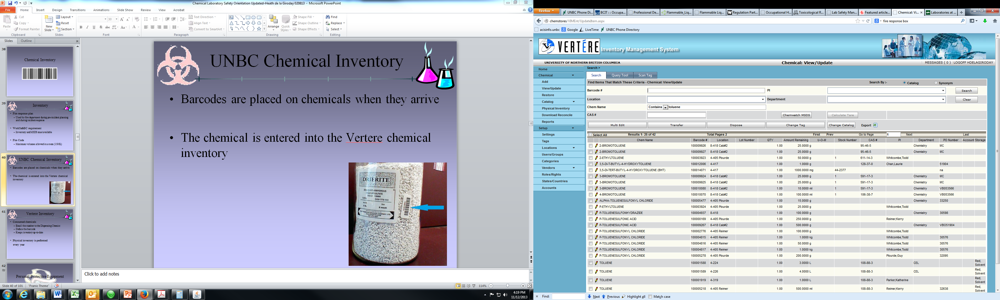 Chemical Laboratory Safety Orientation Updated-Heath de la Giroday 020813 - Microsoft PowerPoint
File Home Insert Design Transitions Animations Slide Show Review View Acrobat
Paste
Cut
Copy
Format Painter
Clipboard
New Slide
Layout
Reset
Section
Slides
30
Font
Paragraph
Text Direction
Align Text
Convert to SmartArt
Arrange
Quick Styles
Shape Fill
Shape Outline
Shape Effects
Drawing
Find
Replace
Select
Editing
Slides Outline
38
Chemical Inventory
39
Inventory
• Fire response plan
– Used by fire department during pre-incident planning and during incident response
• WorkSafeBC requirement
– Inventory and MSDS must available
• Fire Code
– Maximum volumes allowed in a room (1500L)
40
UNBC Chemical Inventory
• Barcodes are placed on chemicals when they arrive
• The chemical is entered into the Vertere chemical inventory
41
Vertere Inventory
• Consumed chemicals
– Email the number to the Dispensing Chemist
– Deface the barcode
– Keeps inventory up-to-date
• Physical inventory is performed every year
42
Personal Protective Equipment
UNBC Chemical Inventory
• Barcodes are placed on chemicals when they arrive
• The chemical is entered into the Vertere chemical
inventory
DRIERITE
DESICCANT-ANHYDROUS
CALCIUM SULFATE
13005
CAS# 7778-18-9
Size
8 mesh
Click to add notes
Slide 40 of 101 "Franic Theme" 114%
4:19 PM
11/12/2013
Firefox
UNBC Phone Di... BCIT : : Occupa... Professional De... Flammable_Liq... Flammable Liq... Regulation Part... Occupational H... Toxicological R... Lab Safety Man... Featured article... Chemical: Vi... Laboratories at ...
chemstores/VIMEnt/UpdateItem.aspx
fire response box
acisinfo.unbc Google LiveTime UNBC Phone Directory
VERTÉRE Inventory Management System
UNIVERSITY OF NORTHERN BRITISH COLUMBIA Chemical: View/Update MESSAGES ( 0 ) LOGOFF HDELAGIRODAY
Home
Chemical
Add
View/Update
Restore
Catalog
Physical Inventory
Download Reconcile
Reports
Setup
Settings
Tags
Locations
Users/Groups
Categories
Vendors
Roles/Rights
States/Countries
Accounts
Search >
Search Query Tool Scan Tag
Find Items That Match These Criteria - Chemical: View/Update Search By :- Catalog Synonym
Barcode # PI Search
Location Department Clear
Chem Name Contains toluene
CAS # Chemwatch MSDS Calculate Tare
Multi Edit Transfer Dispose Change Tag Change Catalog Export
Select All Results 1- 25 of 42 Total Pages 2 First Prev Go to Page 1 Next Last
Chem Name Barcode # Location Lot Number QTY Amount Remaining U-O-M Stock Number CAS # PI Department PO Number Account Storage
2-BROMOTOLUENE 100009926 8-418 Cab#2 1.00 25.0000 g 95-46-5 Chemistry MC
2-BROMOTOLUENE 100009927 8-418 Cab#2 1.00 25.0000 g 95-46-5 Chemistry MC
2-ETHYLTOLUENE 100003923 4-405 Plourde 1.00 50.0000 g 1 611-14-3 Whitcombe,Todd
3,5-DI-T-BUTYL-4-HYDROXYTOLUENE 100012006 4-417 1.00 1.0000 g 128-37-0 Chan,Laurie 51904
3,5-DI-TERT-BUTYL-4-HYDROXYTOLUENE (BHT) 100014071 4-417 1.00 1000.0000 mg 44-2377 na
3-BROMOTOLUENE 100009924 8-418 Cab#2 1.00 25.0000 g 1 591-17-3 Chemistry MC
3-BROMOTOLUENE 100009925 8-418 Cab#2 1.00 25.0000 g 1 591-17-3 Chemistry MC
3-BROMOTOLUENE 100010080 8-418 Cab#2 1.00 10.0000 ml 1 591-17-3 Chemistry VB053566
4-BROMOTOLUENE 100010070 8-418 Cab#2 1.00 100.0000 ml 1 106-38-7 Chemistry VB053566
ALPHA-TOLUENESULFONYL CHLORIDE 100005477 4-405 Plourde 1.00 15.0000 g Chemistry 33250
P-ETHYLTOLUENE 100003924 4-405 Plourde 1.00 25.0000 g Whitcombe,Todd
P-TOLUENESULFONHYDRAZIDE 100004937 8-418 1.00 100.0000 g Chemistry 30598
P-TOLUENESULFONIC ACID 100000169 4-405 Plourde 1.00 250.0000 g Reimer,Kerry
P-TOLUENESULFONIC ACID 100009267 8-418 Cab#2 1.00 500.0000 g Chemistry VBO51904
P-TOLUENESULFONYL CHLORIDE 100002776 4-405 Reimer 1.00 100.0000 g Whitcombe,Todd
P-TOLUENESULFONYL CHLORIDE 100004815 4-405 Reimer 1.00 1.0000 kg Whitcombe,Todd 30576
P-TOLUENESULFONYL CHLORIDE 100004816 4-405 Reimer 1.00 50.0000 g Whitcombe,Todd 30576
P-TOLUENESULFONYL CHLORIDE 100004817 4-405 Reimer 1.00 1.0000 kg Whitcombe,Todd 30576
P-TOLUENESULFONYL CHLORIDE 100005278 4-405 Plourde 1.00 200.0000 g Plourde,Guy 32095
TOLUENE 100001588 4-224 1.00 3.0000 L 108-88-3 CEL Red, Solvent
TOLUENE 100001589 4-226 1.00 4.0000 L 108-88-3 CEL Red, Solvent
TOLUENE 100001919 4-319 1.00 1.0000 L 108-88-3 Parker,Katherine Red, Solvent
TOLUENE 100005218 4-405 Reimer 1.00 500.0000 ml 108-88-3 Reimer,Kerry 32638 Red, Solvent
Find: Next Previous Highlight all Match case